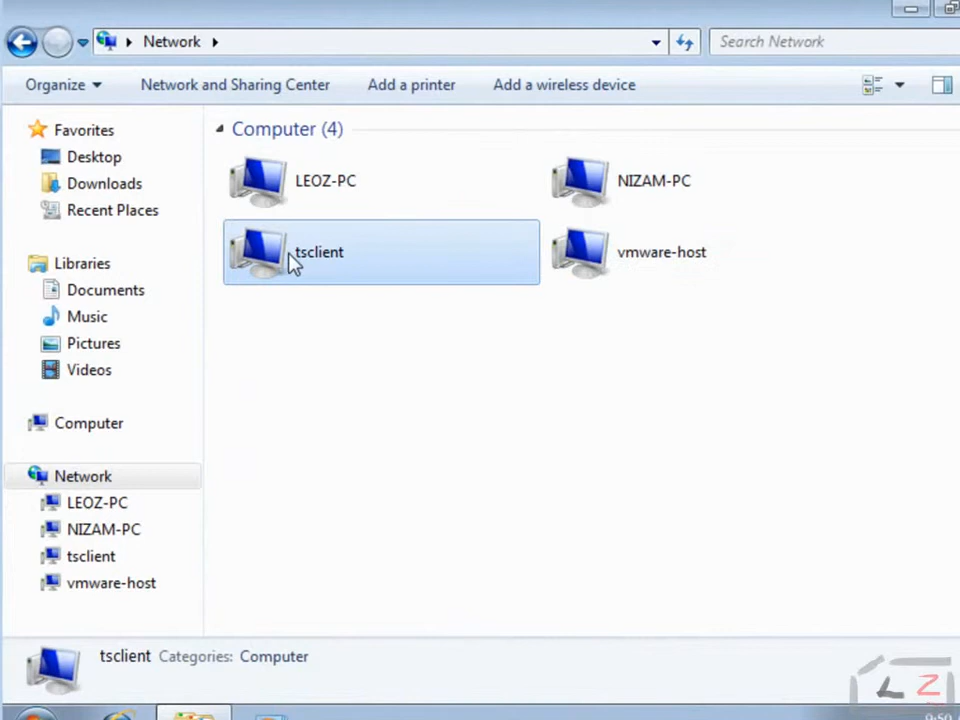 Network
Search Network
Organize
Network and Sharing Center
Add a printer
Add a wireless device
Favorites
Desktop
Downloads
Recent Places
Libraries
Documents
Music
Pictures
Videos
Computer
Network
LEOZ-PC
NIZAM-PC
tsclient
vmware-host
Computer (4)
LEOZ-PC
NIZAM-PC
tsclient
vmware-host
tsclient Categories: Computer
LZ